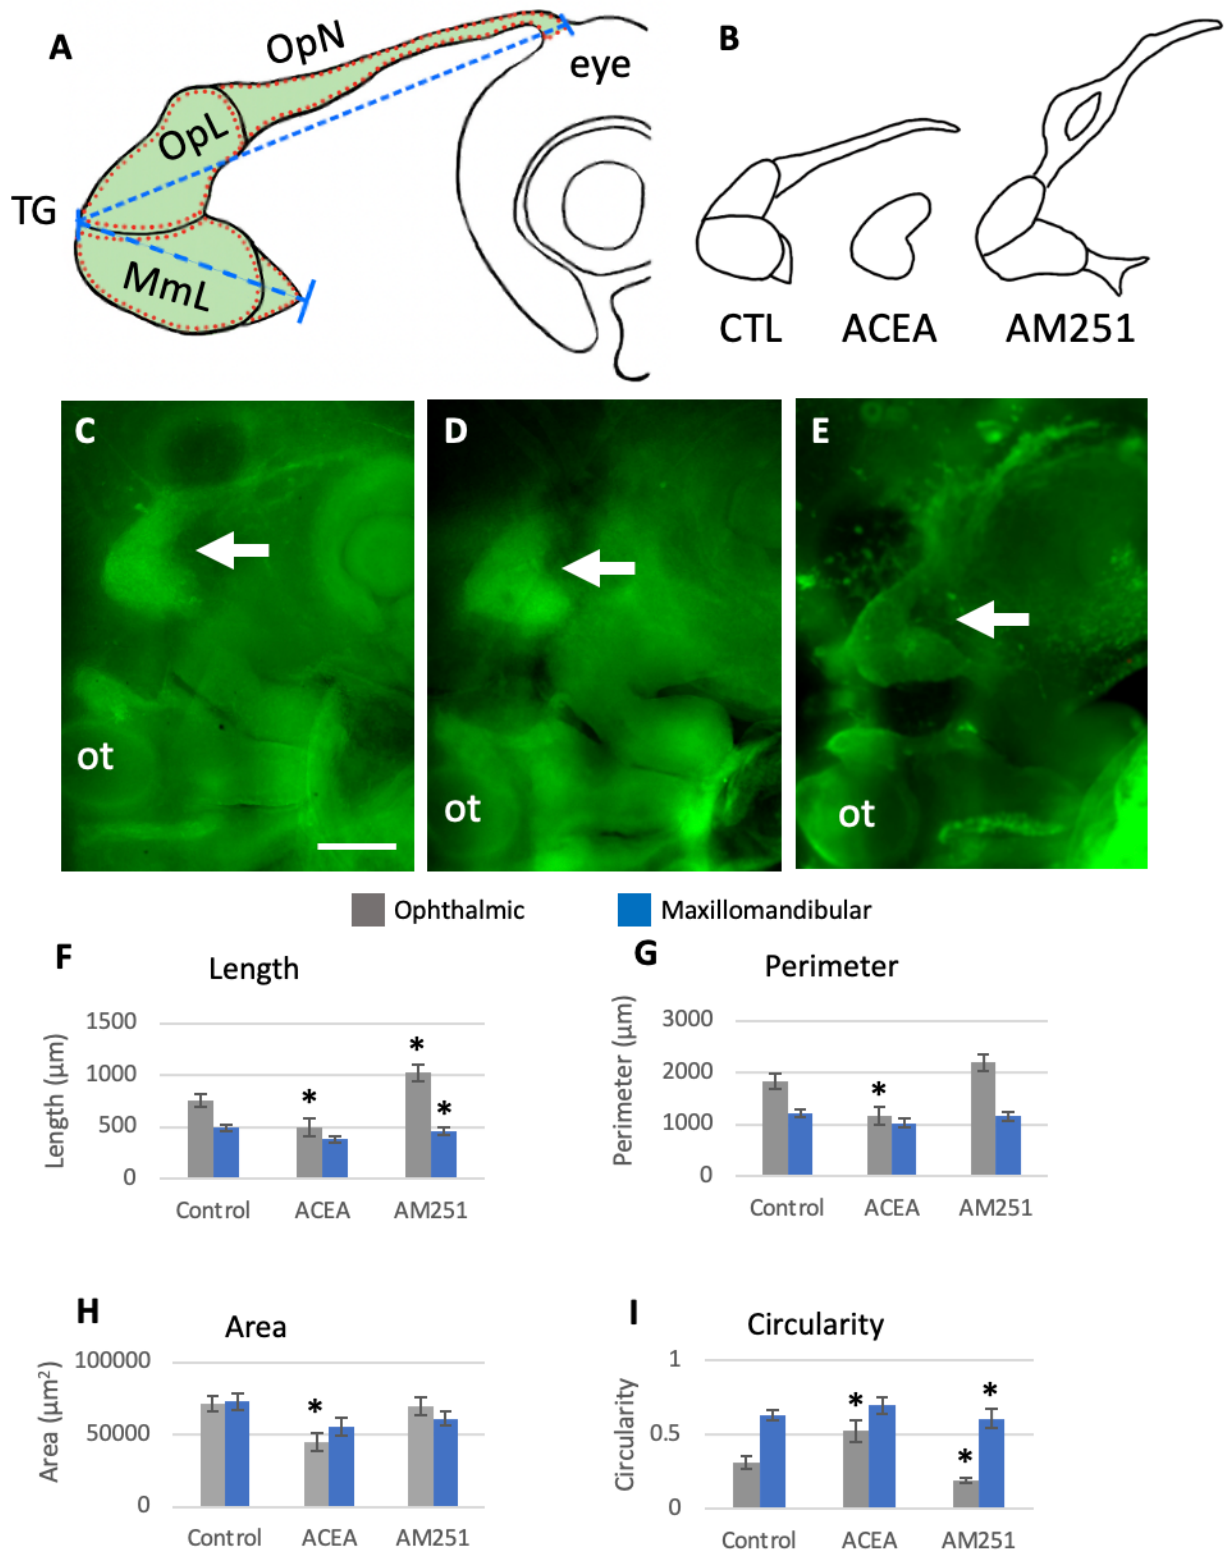 A
OpN
eye
OpL
TG
MmL
B
CTL ACEA AM251
C
D
E
ot
ot
ot
Ophthalmic Maxillomandibular
F
Length
Length (µm)
1500
1000
500
0
*
*
*
Control ACEA AM251
G
Perimeter
Perimeter (µm)
3000
2000
1000
0
*
Control ACEA AM251
H
Area
Area (µm²)
100000
50000
0
*
Control ACEA AM251
I
Circularity
Circularity
1
0.5
0
*
*
*
Control ACEA AM251